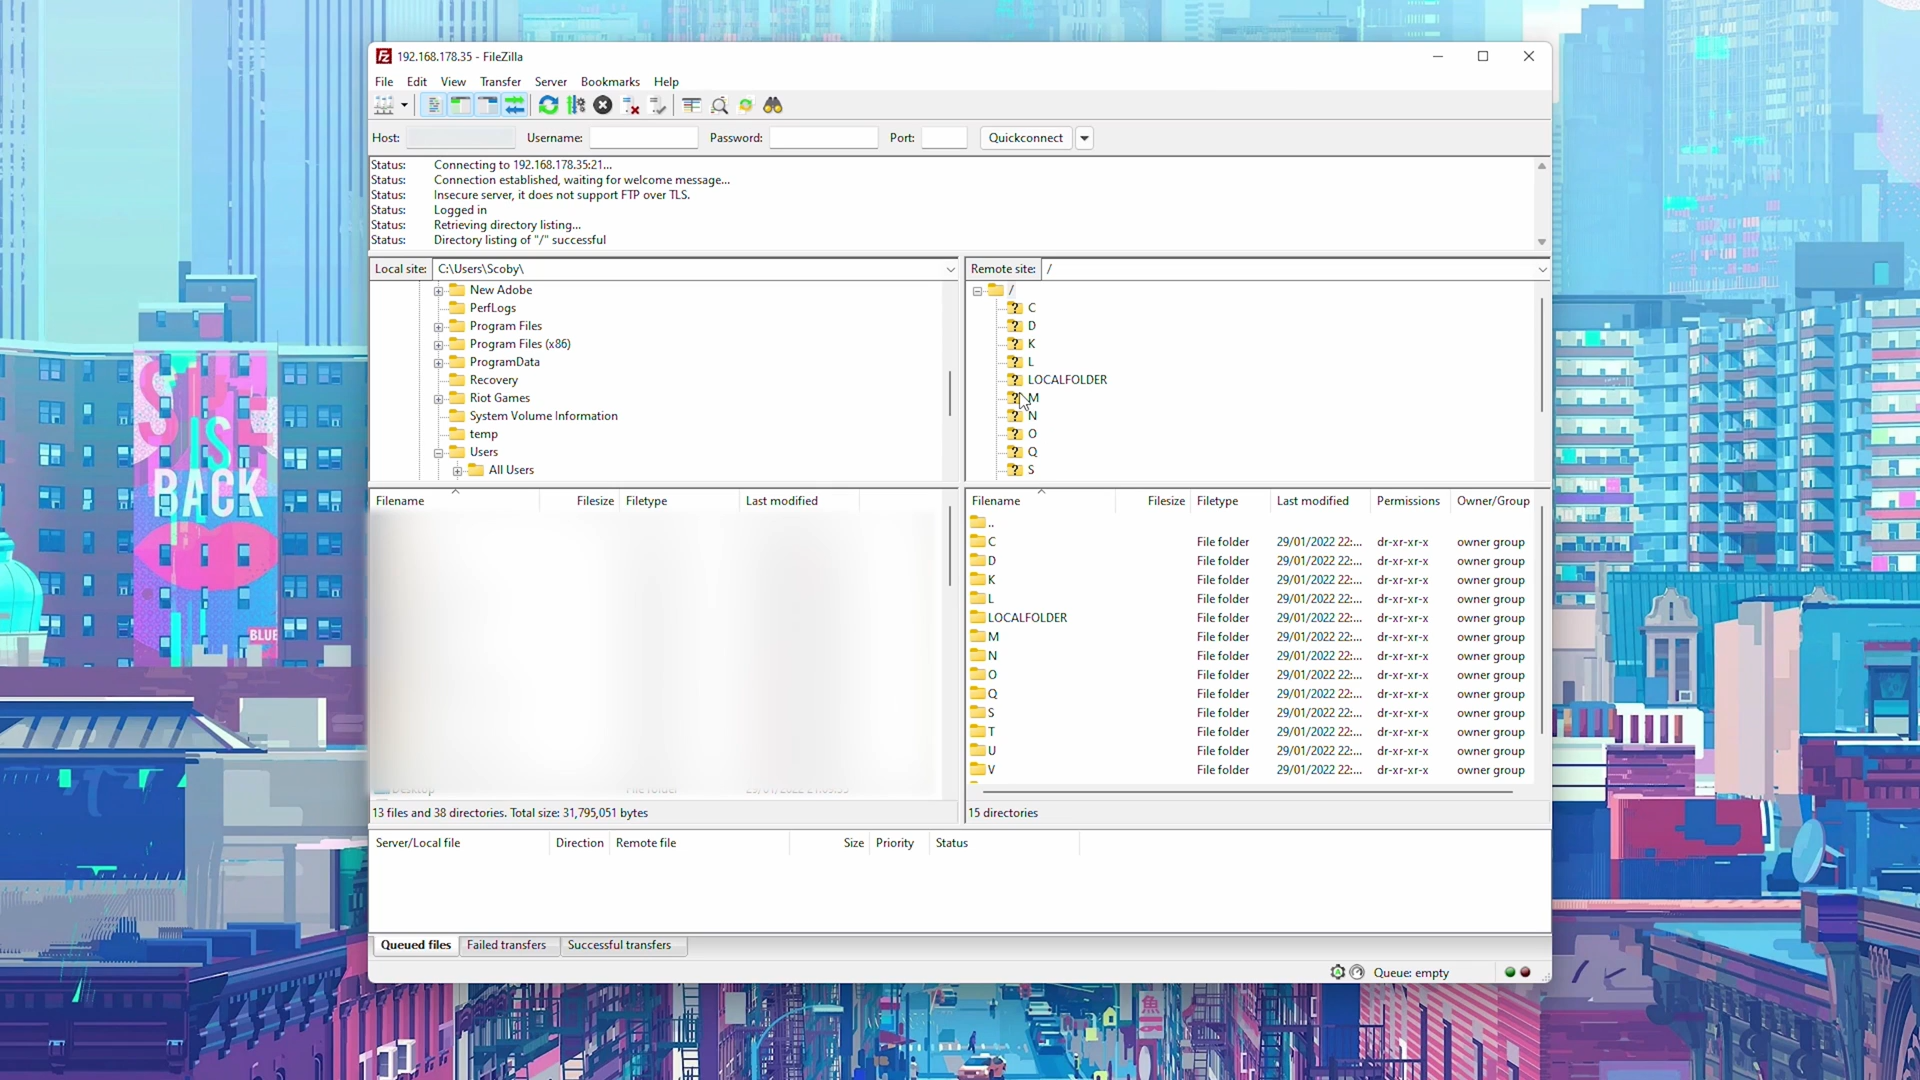 192.168.178.35 - FileZilla
File Edit View Transfer Server Bookmarks Help
Host: Username: Password: Port: Quickconnect
Status: Connecting to 192.168.178.35:21...
Status: Connection established, waiting for welcome message...
Status: Insecure server, it does not support FTP over TLS.
Status: Logged in
Status: Retrieving directory listing...
Status: Directory listing of "/" successful
Local site: C:\Users\Scoby\
New Adobe
PerfLogs
Program Files
Program Files (x86)
ProgramData
Recovery
Riot Games
System Volume Information
temp
Users
All Users
Remote site: /
/
C
D
K
L
LOCALFOLDER
M
N
O
Q
S
Filename Filesize Filetype Last modified
13 files and 38 directories. Total size: 31,795,051 bytes
Filename Filesize Filetype Last modified Permissions Owner/Group
..
C File folder 29/01/2022 22:... dr-xr-xr-x owner group
D File folder 29/01/2022 22:... dr-xr-xr-x owner group
K File folder 29/01/2022 22:... dr-xr-xr-x owner group
L File folder 29/01/2022 22:... dr-xr-xr-x owner group
LOCALFOLDER File folder 29/01/2022 22:... dr-xr-xr-x owner group
M File folder 29/01/2022 22:... dr-xr-xr-x owner group
N File folder 29/01/2022 22:... dr-xr-xr-x owner group
O File folder 29/01/2022 22:... dr-xr-xr-x owner group
Q File folder 29/01/2022 22:... dr-xr-xr-x owner group
S File folder 29/01/2022 22:... dr-xr-xr-x owner group
T File folder 29/01/2022 22:... dr-xr-xr-x owner group
U File folder 29/01/2022 22:... dr-xr-xr-x owner group
V File folder 29/01/2022 22:... dr-xr-xr-x owner group
15 directories
Server/Local file Direction Remote file Size Priority Status
Queued files Failed transfers Successful transfers
Queue: empty
IS
BACK
BLUE
魚